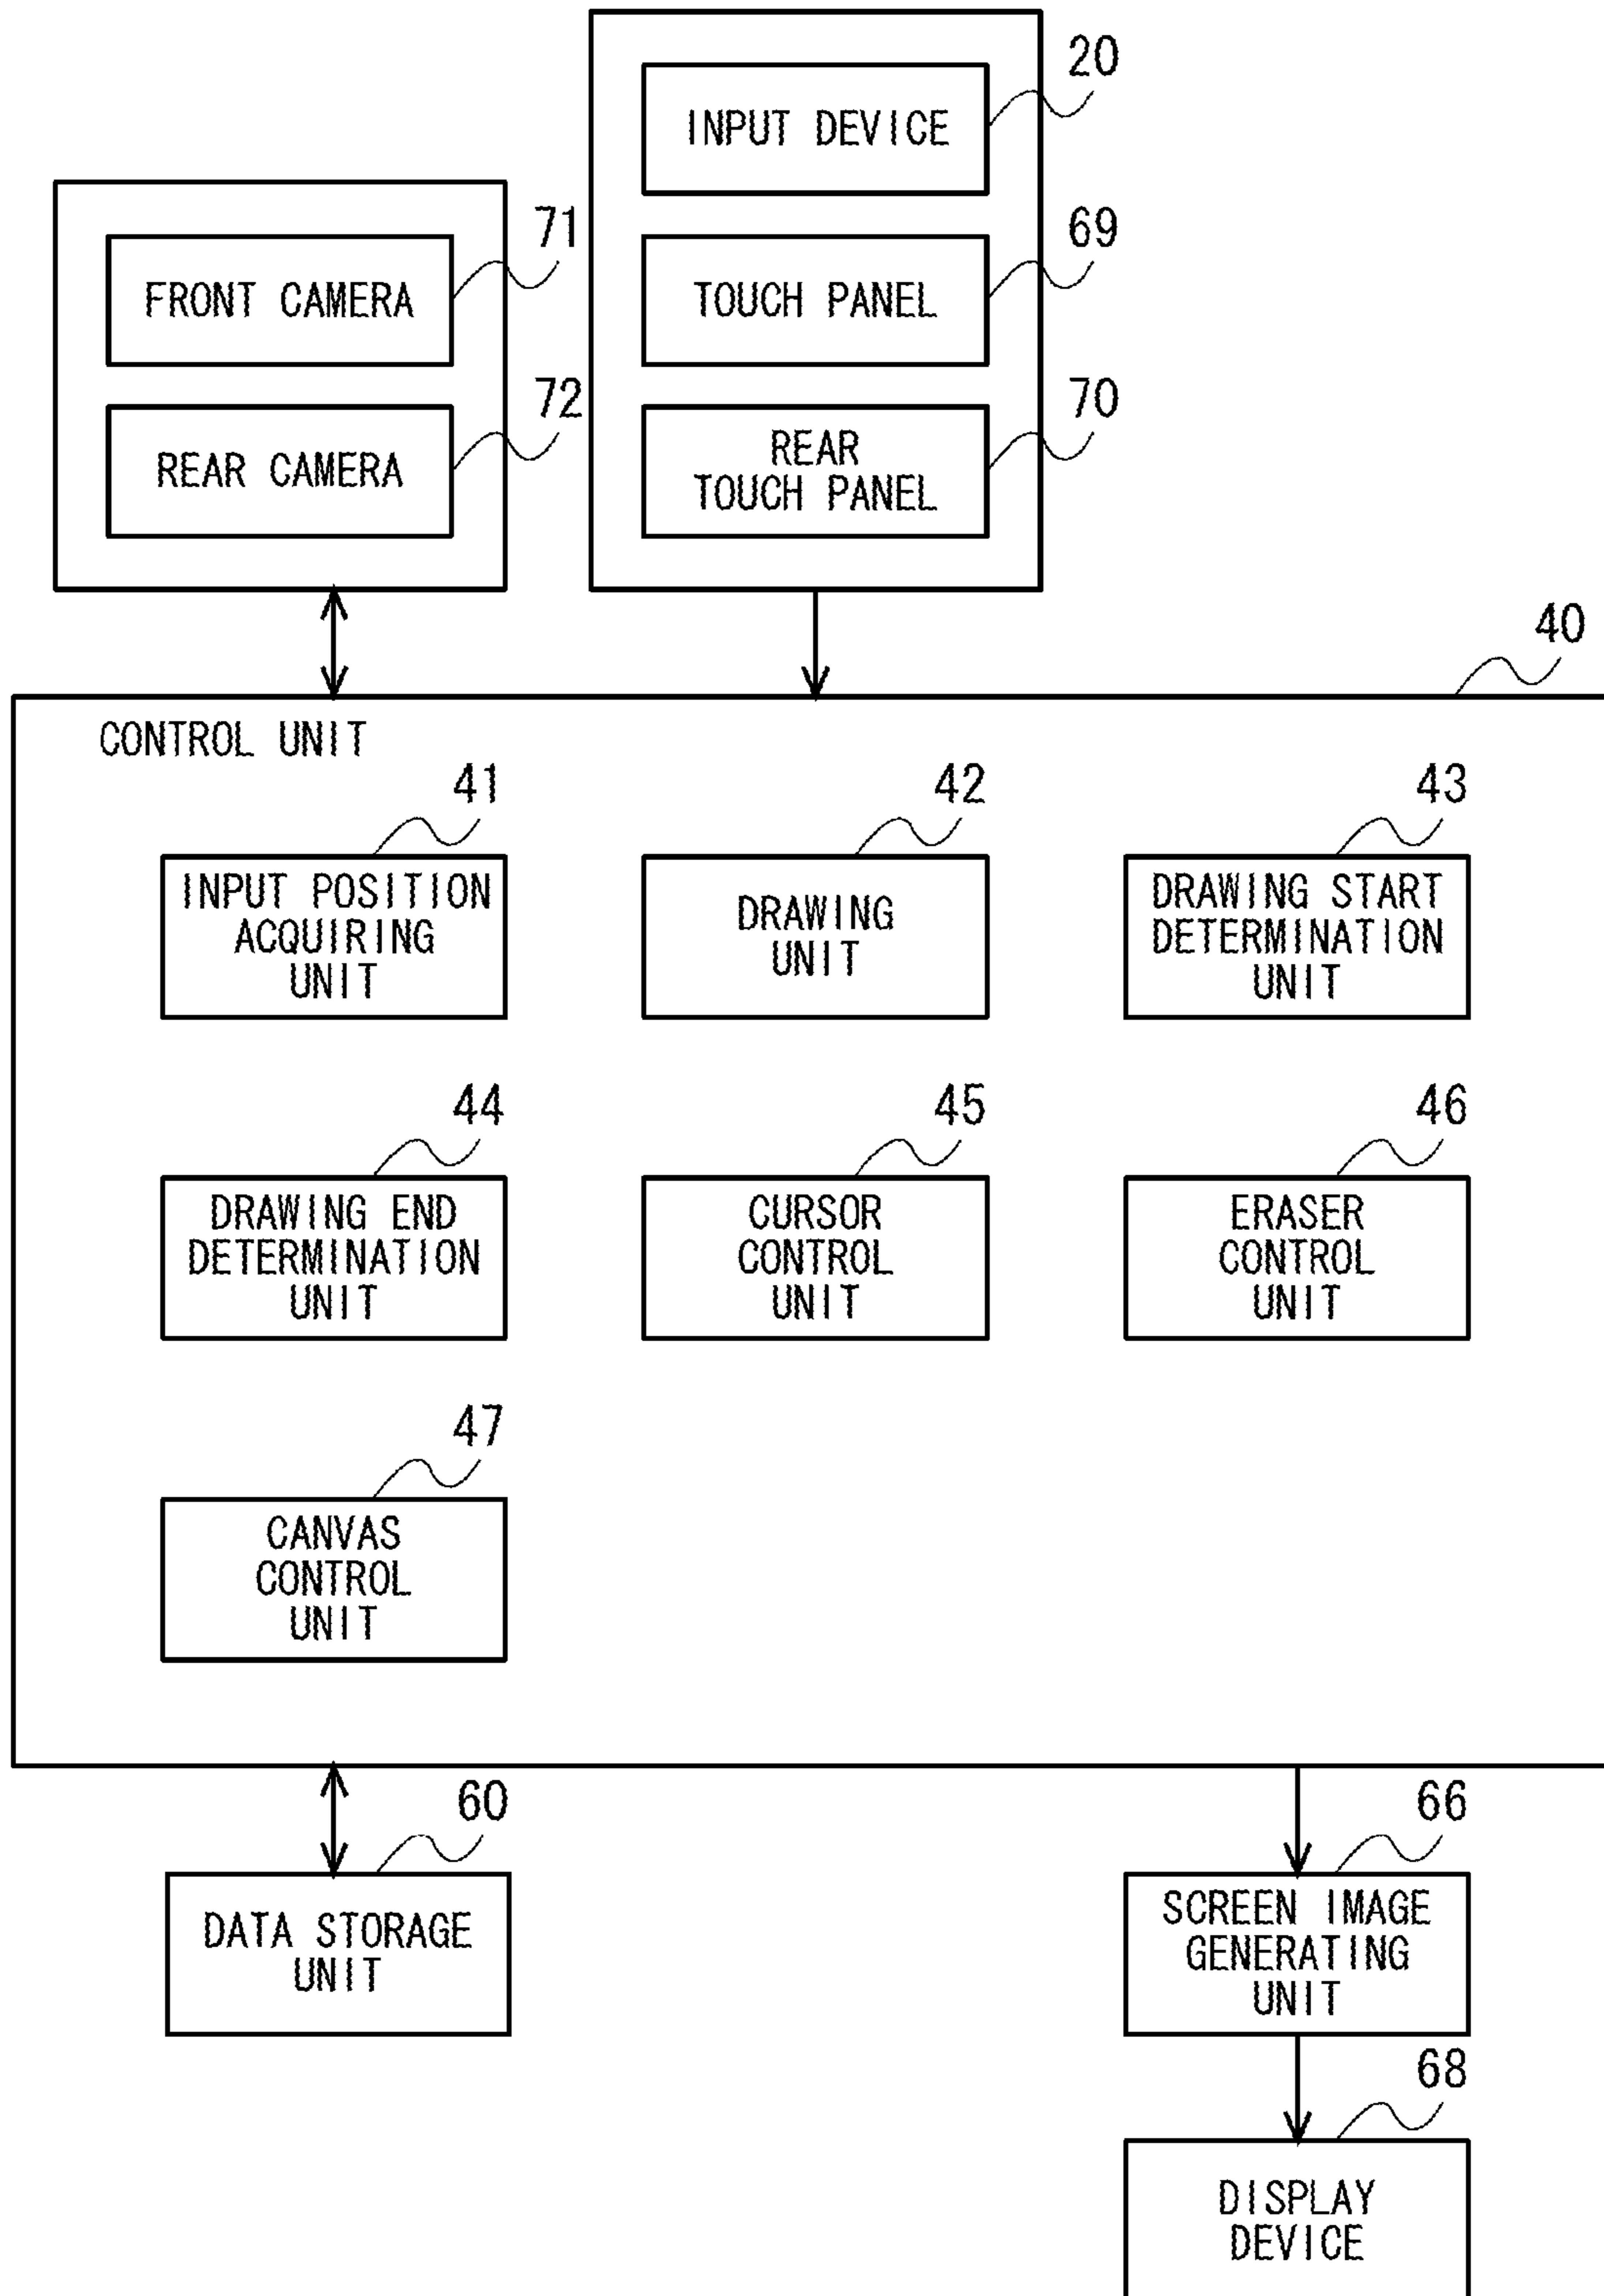 20
INPUT DEVICE
71
69
FRONT CAMERA
TOUCH PANEL
72
70
REAR CAMERA
REAR
TOUCH PANEL
40
CONTROL UNIT
41
42
43
INPUT POSITION
ACQUIRING
UNIT
DRAWING
UNIT
DRAWING START
DETERMINATION
UNIT
44
45
46
DRAWING END
DETERMINATION
UNIT
CURSOR
CONTROL
UNIT
ERASER
CONTROL
UNIT
47
CANVAS
CONTROL
UNIT
60
66
DATA STORAGE
UNIT
SCREEN IMAGE
GENERATING
UNIT
68
DISPLAY
DEVICE